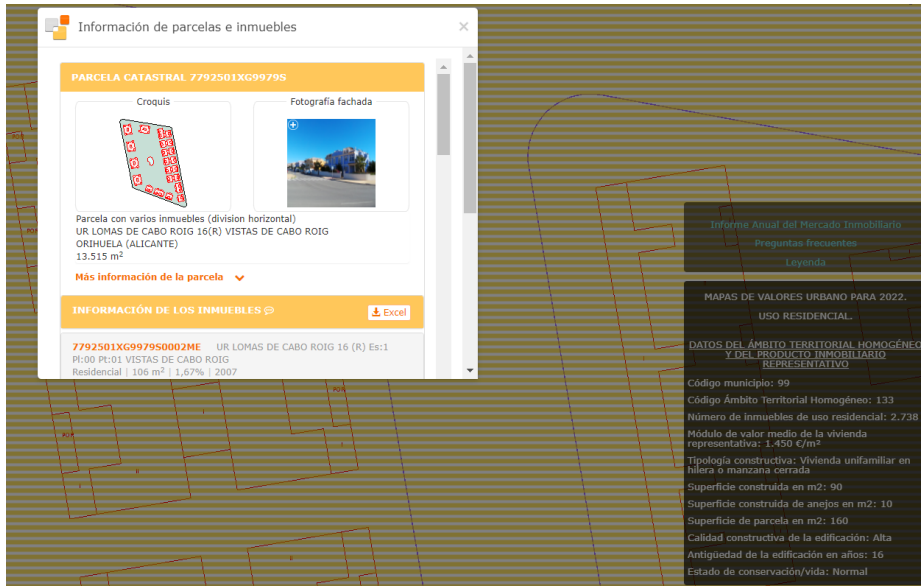 Información de parcelas e inmuebles
×
PARCELA CATASTRAL 7792501XG9979S
Croquis
Fotografía fachada
Parcela con varios inmuebles (division horizontal)
UR LOMAS DE CABO ROIG 16(R) VISTAS DE CABO ROIG
ORIHUELA (ALICANTE)
13.515 m²
Más información de la parcela
INFORMACIÓN DE LOS INMUEBLES
Excel
7792501XG9979S0002ME UR LOMAS DE CABO ROIG 16 (R) Es:1
Pl:00 Pt:01 VISTAS DE CABO ROIG
Residencial | 106 m² | 1,67% | 2007
Informe Anual del Mercado Inmobiliario
Preguntas frecuentes
Leyenda
MAPAS DE VALORES URBANO PARA 2022.
USO RESIDENCIAL.
DATOS DEL ÁMBITO TERRITORIAL HOMOGÉNEO
Y DEL PRODUCTO INMOBILIARIO
REPRESENTATIVO
Código municipio: 99
Código Ámbito Territorial Homogéneo: 133
Número de inmuebles de uso residencial: 2.738
Módulo de valor medio de la vivienda
representativa: 1.450 €/m²
Tipología constructiva: Vivienda unifamiliar en
hilera o manzana cerrada
Superficie construida en m2: 90
Superficie construida de anejos en m2: 10
Superficie de parcela en m2: 160
Calidad constructiva de la edificación: Alta
Antigüedad de la edificación en años: 16
Estado de conservación/vida: Normal